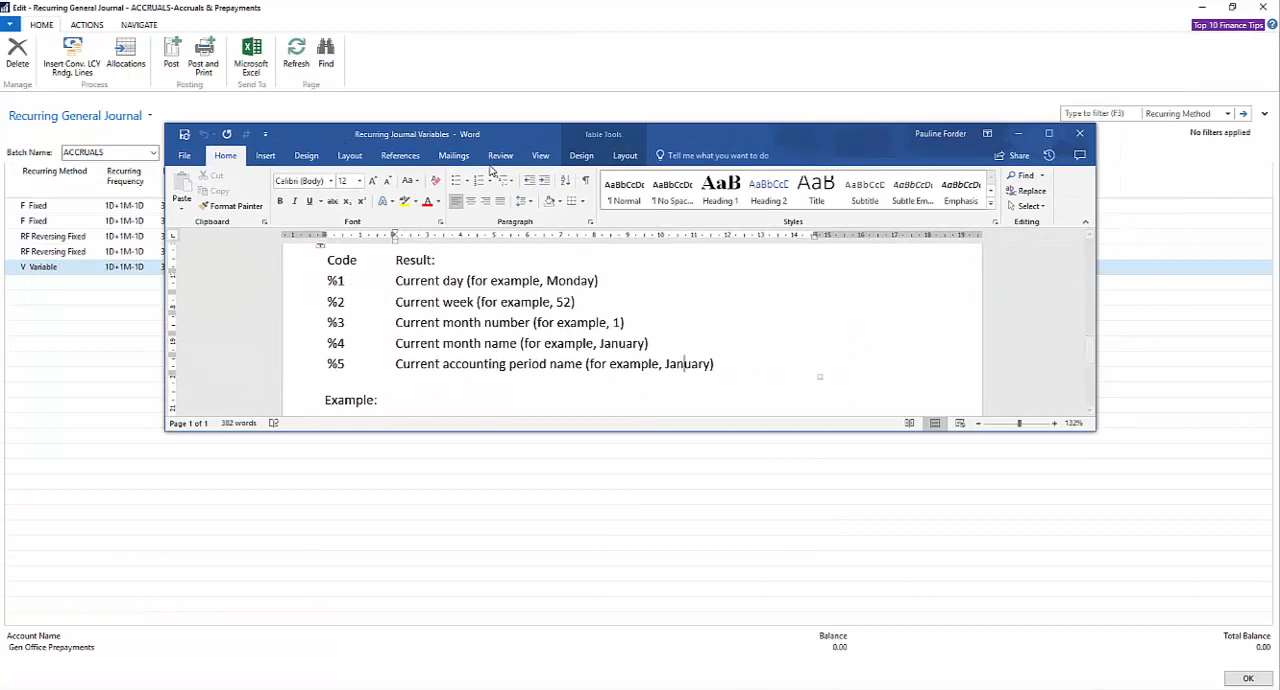 Edit - Recurring General Journal - ACCRUALS-Accruals & Prepayments
HOME ACTIONS NAVIGATE
Top 10 Finance Tips
Delete
Insert Conv. LCY Rndg. Lines
Allocations
Post
Post and Print
Microsoft Excel
Refresh
Find
Manage Process Posting Send To Page
Recurring General Journal
Type to filter (F3) Recurring Method
No filters applied
Batch Name: ACCRUALS
Recurring Method Recurring Frequency
F Fixed 1D+1M-1D
F Fixed 1D+1M-1D
RF Reversing Fixed 1D+1M-1D
RF Reversing Fixed 1D+1M-1D
V Variable 1D+1M-1D
Recurring Journal Variables - Word
Table Tools
Pauline Forder
File Home Insert Design Layout References Mailings Review View Design Layout Tell me what you want to do Share
Paste
Cut
Copy
Format Painter
Calibri (Body) 12
AaBbCcDc AaBbCcDc AaBbC AaBbCcC AaB AaBbCcD AaBbCcDc AaBbCcDc
¶ Normal ¶ No Spac... Heading 1 Heading 2 Title Subtitle Subtle Em... Emphasis
Find
Replace
Select
Clipboard Font Paragraph Styles Editing
Code Result:
%1 Current day (for example, Monday)
%2 Current week (for example, 52)
%3 Current month number (for example, 1)
%4 Current month name (for example, January)
%5 Current accounting period name (for example, January)
Example:
Page 1 of 1 382 words 132%
Account Name Balance Total Balance
Gen Office Prepayments 0.00 0.00
OK